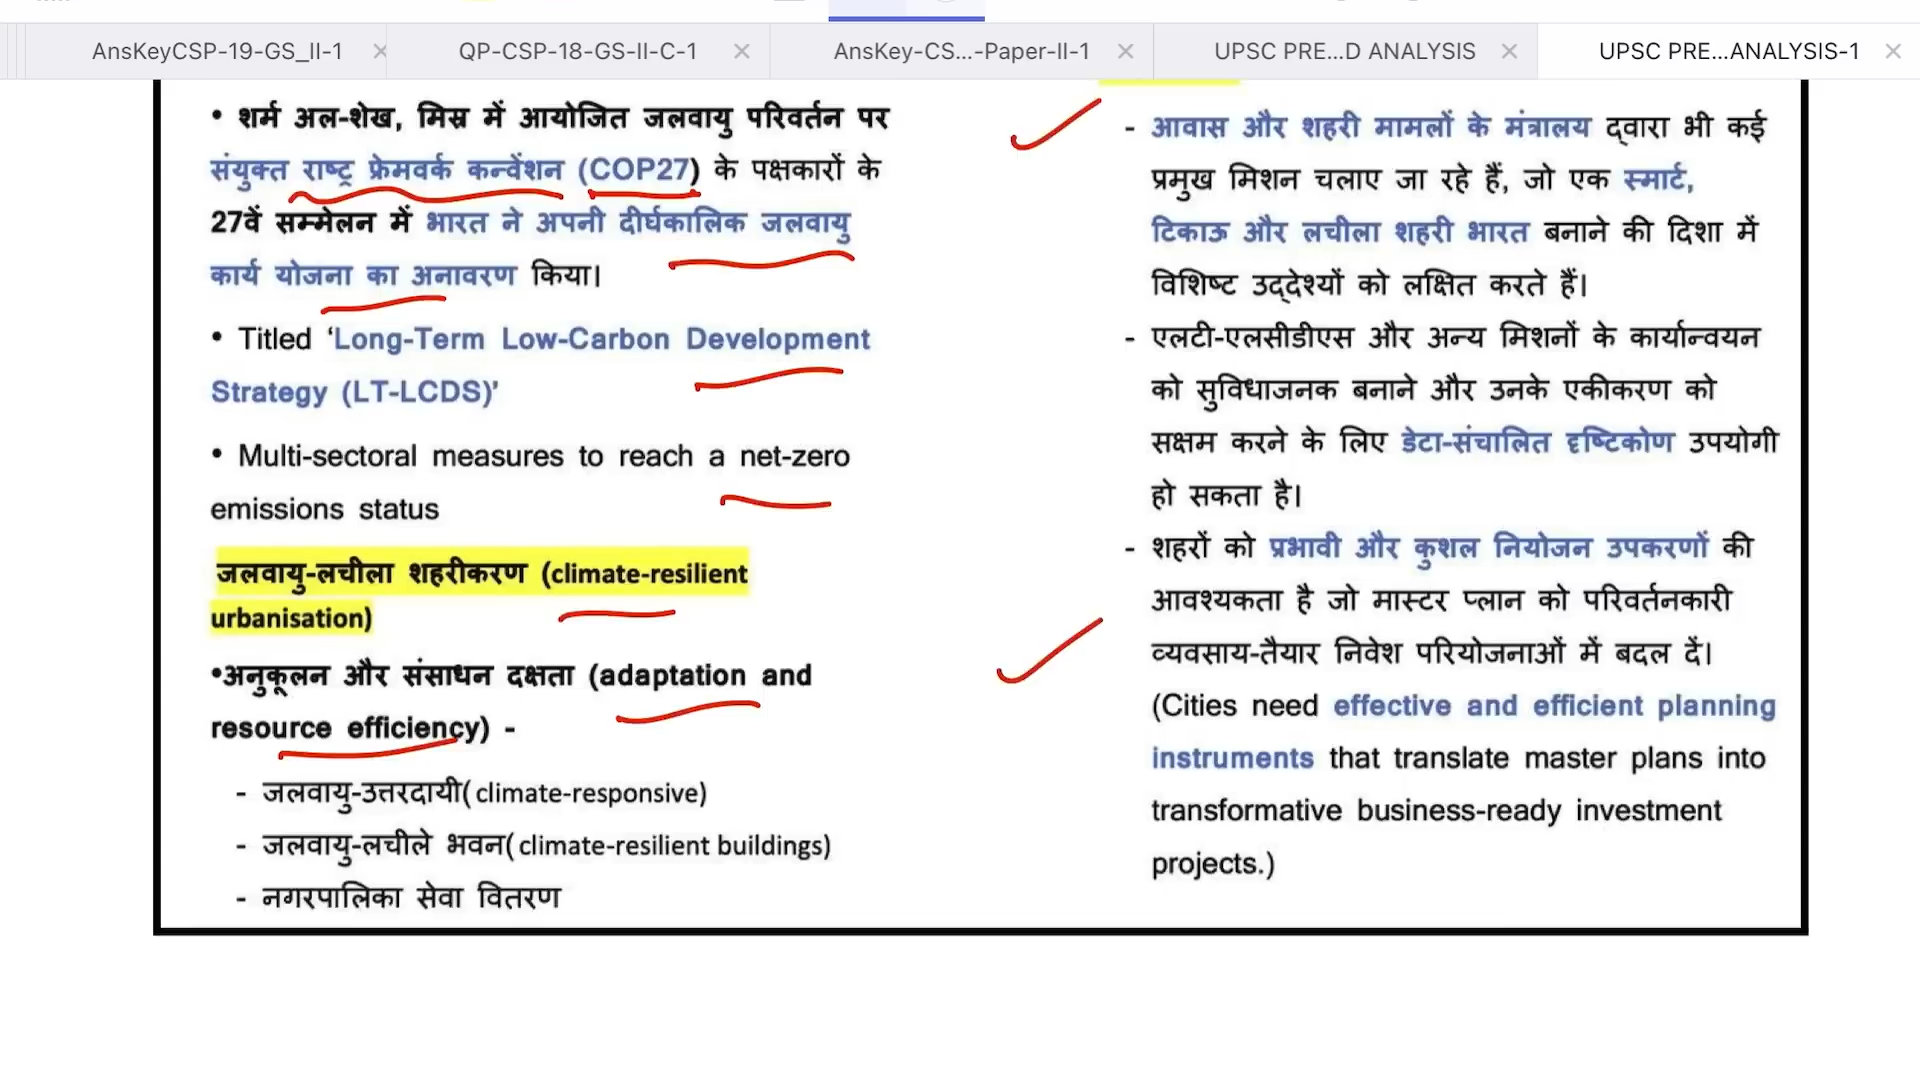 AnsKeyCSP-19-GS_II-1
QP-CSP-18-GS-II-C-1
AnsKey-CS...-Paper-II-1
UPSC PRE...D ANALYSIS
UPSC PRE...ANALYSIS-1
• शर्म अल-शेख, मिस्र में आयोजित जलवायु परिवर्तन पर
संयुक्त राष्ट्र फ्रेमवर्क कन्वेंशन (COP27) के पक्षकारों के
27वें सम्मेलन में भारत ने अपनी दीर्घकालिक जलवायु
कार्य योजना का अनावरण किया।
• Titled ‘Long-Term Low-Carbon Development
Strategy (LT-LCDS)’
• Multi-sectoral measures to reach a net-zero
emissions status
जलवायु-लचीला शहरीकरण (climate-resilient
urbanisation)
•अनुकूलन और संसाधन दक्षता (adaptation and
resource efficiency) -
- जलवायु-उत्तरदायी(climate-responsive)
- जलवायु-लचीले भवन(climate-resilient buildings)
- नगरपालिका सेवा वितरण
- आवास और शहरी मामलों के मंत्रालय द्वारा भी कई
प्रमुख मिशन चलाए जा रहे हैं, जो एक स्मार्ट,
टिकाऊ और लचीला शहरी भारत बनाने की दिशा में
विशिष्ट उद्देश्यों को लक्षित करते हैं।
- एलटी-एलसीडीएस और अन्य मिशनों के कार्यान्वयन
को सुविधाजनक बनाने और उनके एकीकरण को
सक्षम करने के लिए डेटा-संचालित दृष्टिकोण उपयोगी
हो सकता है।
- शहरों को प्रभावी और कुशल नियोजन उपकरणों की
आवश्यकता है जो मास्टर प्लान को परिवर्तनकारी
व्यवसाय-तैयार निवेश परियोजनाओं में बदल दें।
(Cities need effective and efficient planning
instruments that translate master plans into
transformative business-ready investment
projects.)